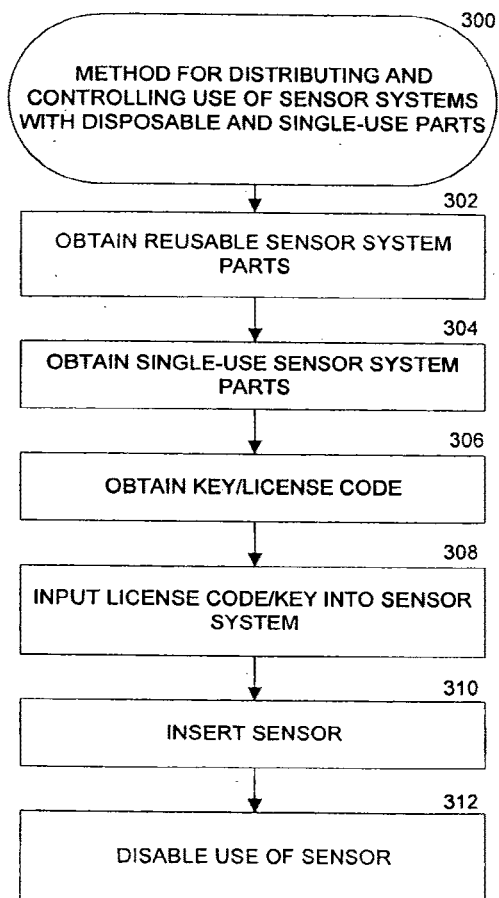 300
METHOD FOR DISTRIBUTING AND
CONTROLLING USE OF SENSOR SYSTEMS
WITH DISPOSABLE AND SINGLE-USE PARTS
302
OBTAIN REUSABLE SENSOR SYSTEM
PARTS
304
OBTAIN SINGLE-USE SENSOR SYSTEM
PARTS
306
OBTAIN KEY/LICENSE CODE
308
INPUT LICENSE CODE/KEY INTO SENSOR
SYSTEM
310
INSERT SENSOR
312
DISABLE USE OF SENSOR